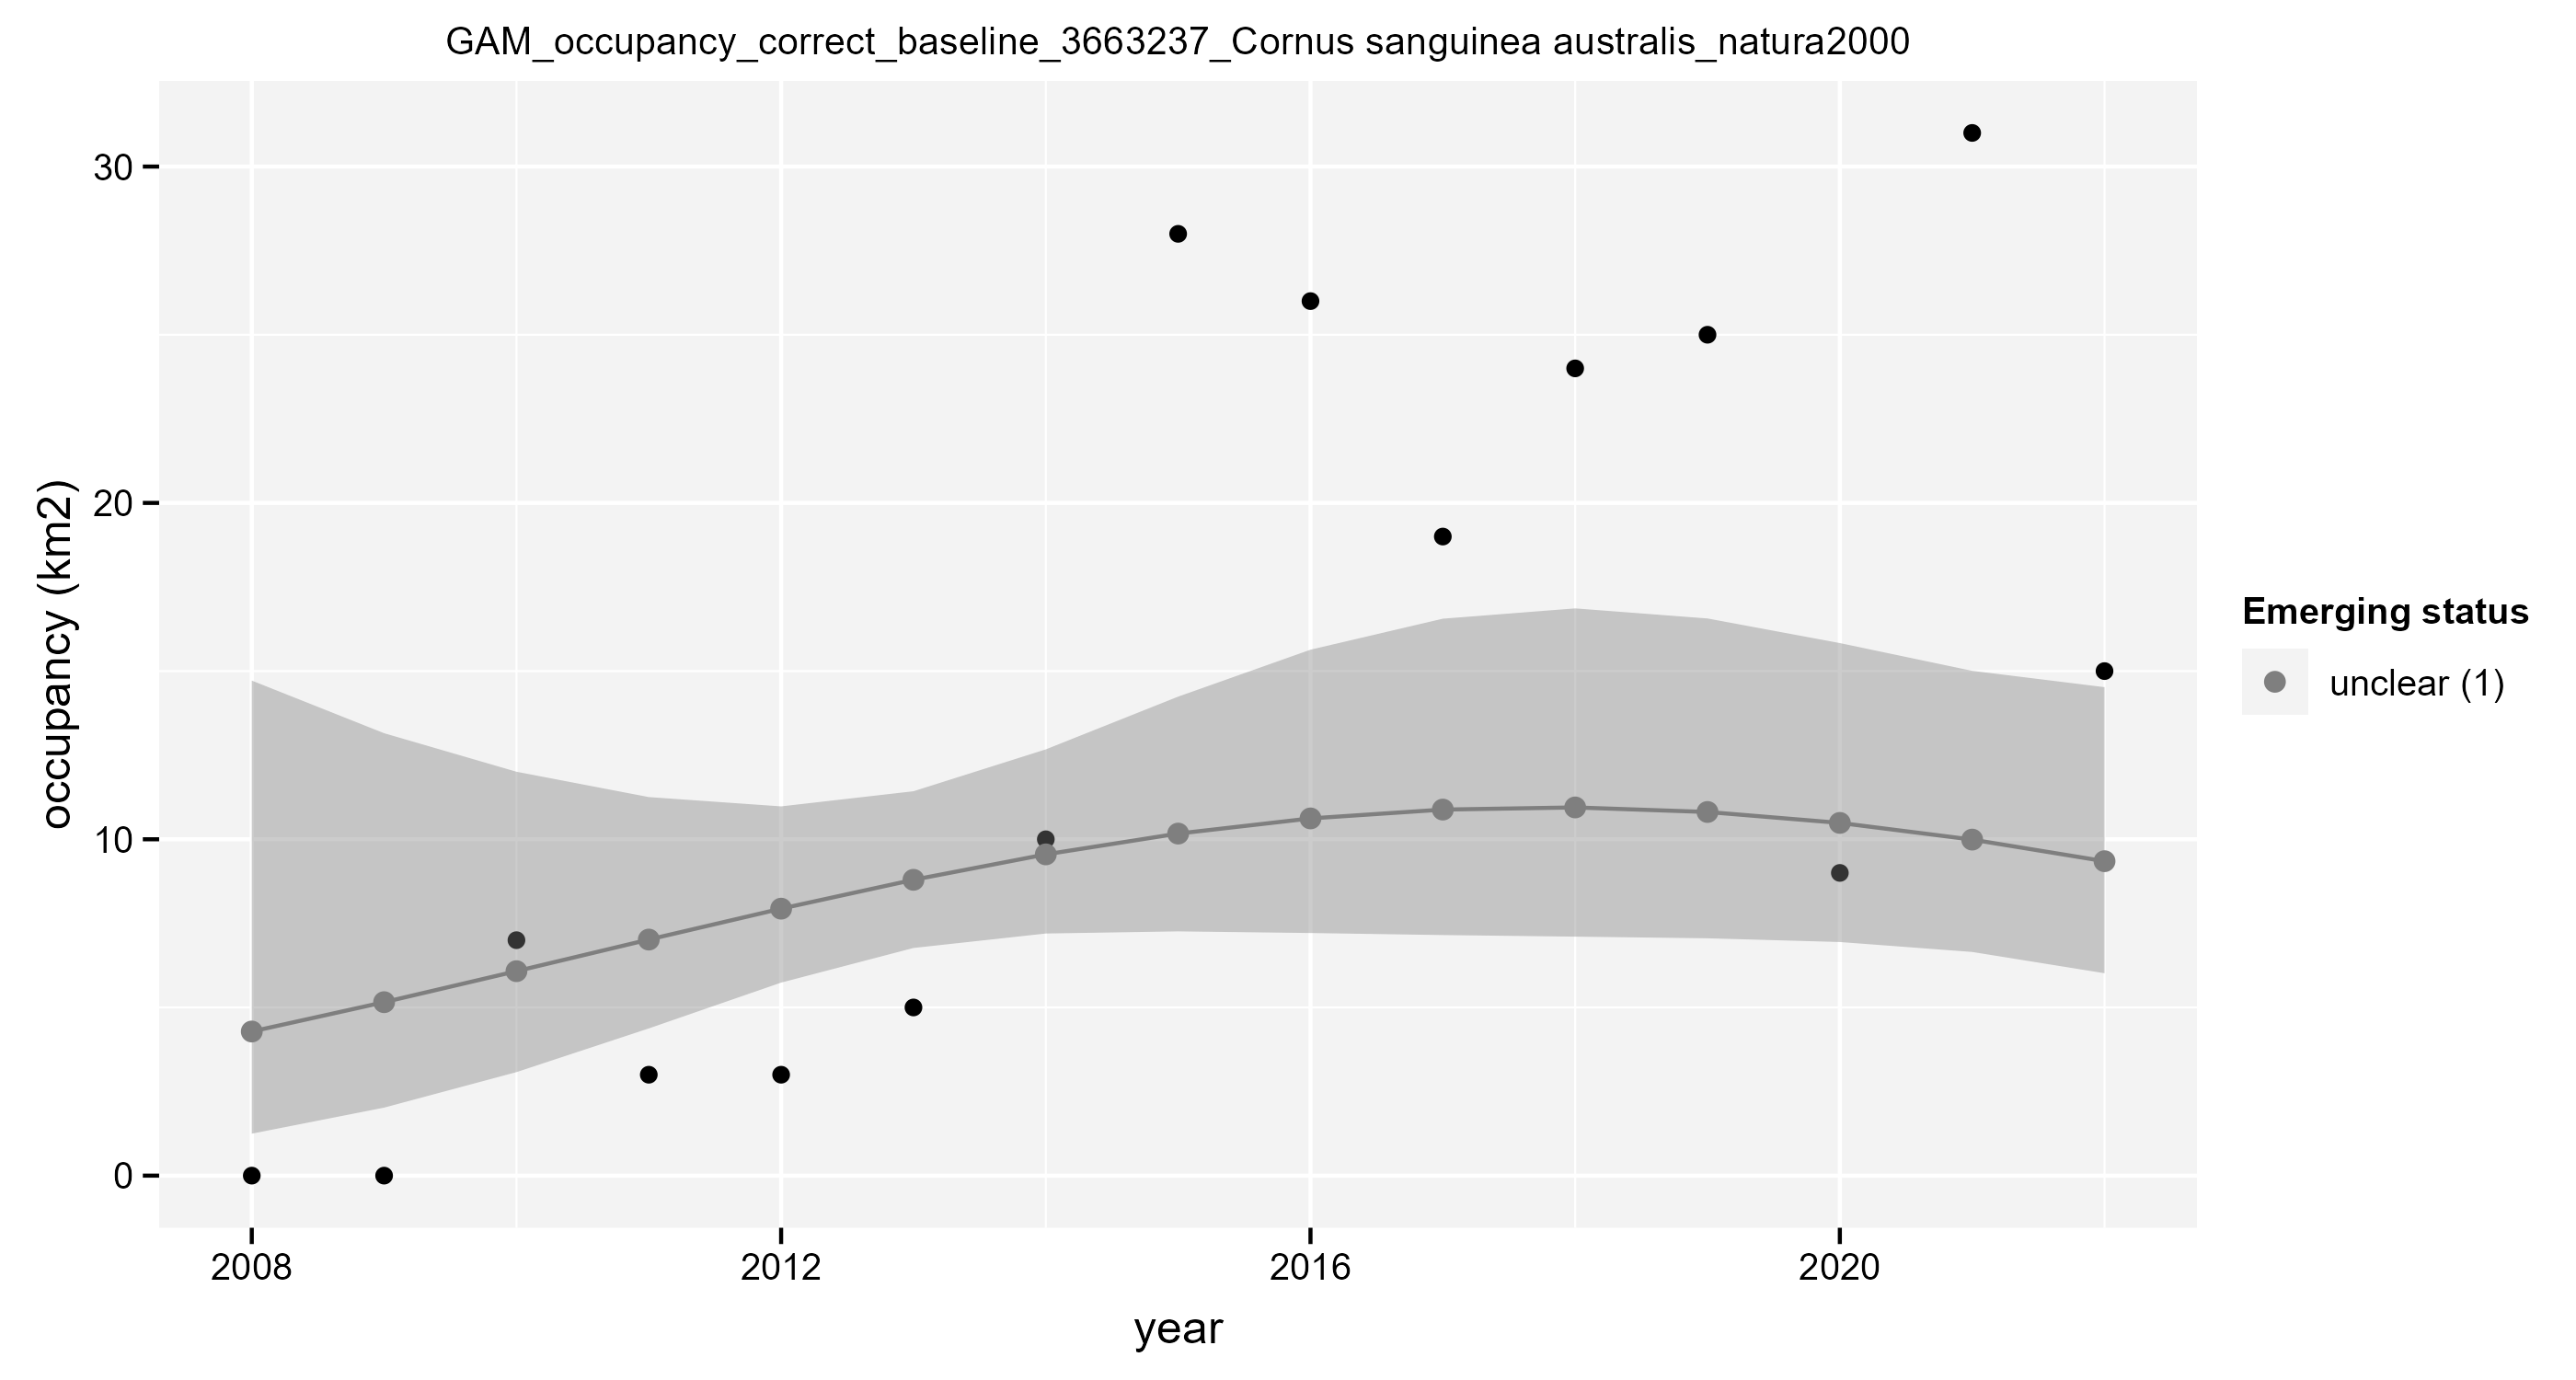 GAM_occupancy_correct_baseline_3663237_Cornus sanguinea australis_natura2000
30
20
10
0
occupancy (km2)
2008 2012 2016 2020
year
Emerging status
unclear (1)